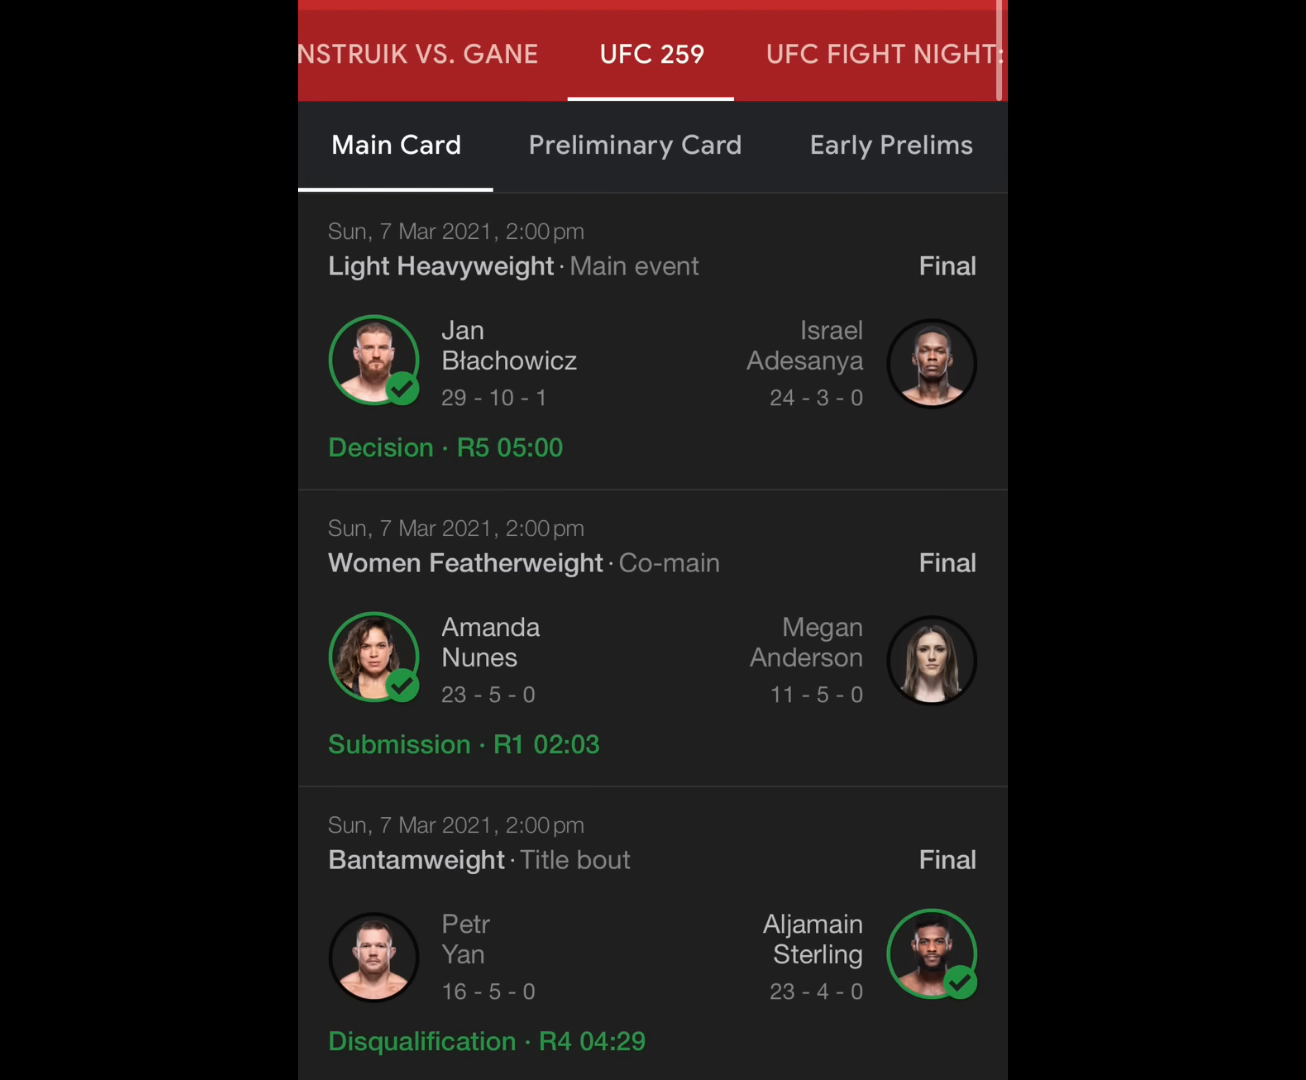 NSTRUIK VS. GANE UFC 259 UFC FIGHT NIGHT:
Main Card Preliminary Card Early Prelims
Sun, 7 Mar 2021, 2:00 pm
Light Heavyweight · Main event Final
Jan Israel
Błachowicz Adesanya
29 - 10 - 1 24 - 3 - 0
Decision · R5 05:00
Sun, 7 Mar 2021, 2:00 pm
Women Featherweight · Co-main Final
Amanda Megan
Nunes Anderson
23 - 5 - 0 11 - 5 - 0
Submission · R1 02:03
Sun, 7 Mar 2021, 2:00 pm
Bantamweight · Title bout Final
Petr Aljamain
Yan Sterling
16 - 5 - 0 23 - 4 - 0
Disqualification · R4 04:29